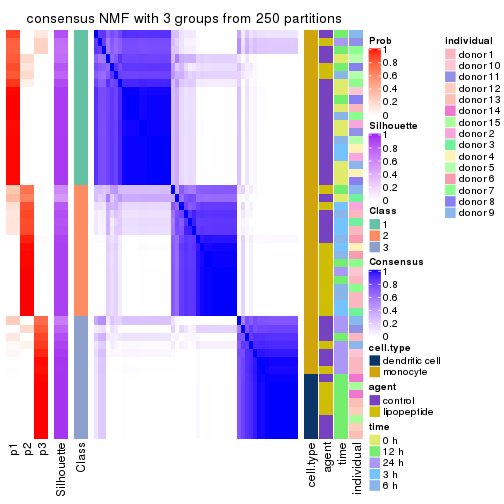 consensus NMF with 3 groups from 250 partitions
p1
p2
p3
Silhouette
Class
cell.type
agent
time
individual
Prob
1
0.8
0.6
0.4
0.2
0
Silhouette
1
0.8
0.6
0.4
0.2
0
Class
1
2
3
Consensus
1
0.8
0.6
0.4
0.2
0
cell.type
dendritic cell
monocyte
agent
control
lipopeptide
time
0 h
12 h
24 h
3 h
6 h
individual
donor 1
donor 10
donor 11
donor 12
donor 13
donor 14
donor 15
donor 2
donor 3
donor 4
donor 5
donor 6
donor 7
donor 8
donor 9